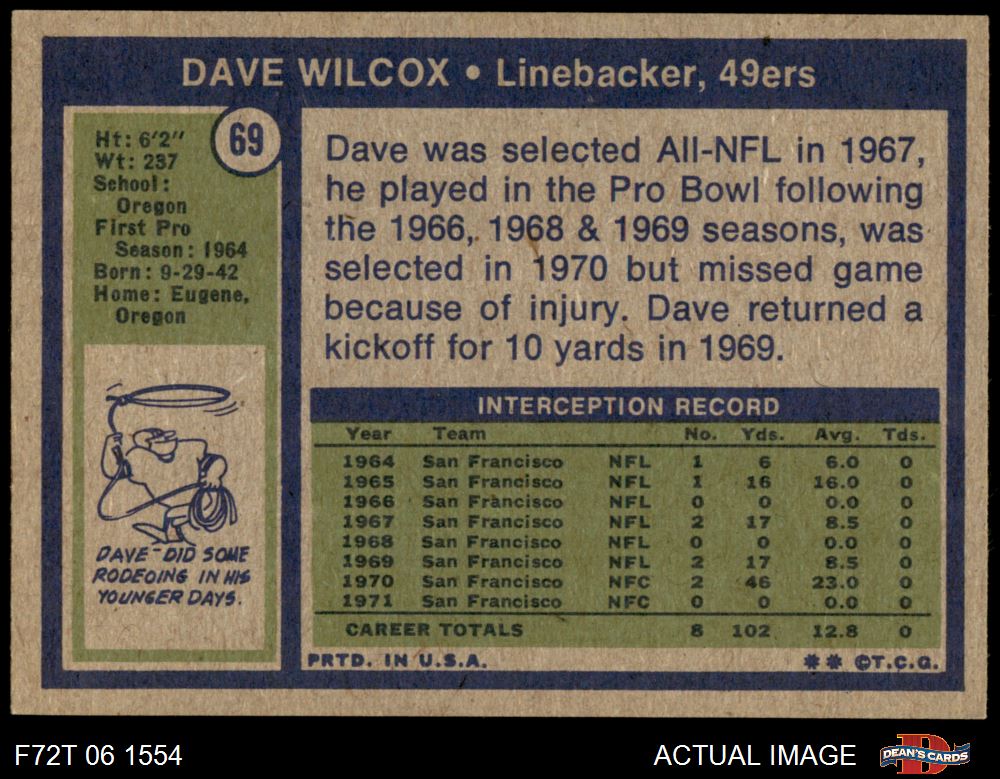 DAVE WILCOX • Linebacker, 49ers
69
Ht: 6'2"
Wt: 237
School:
Oregon
First Pro
Season: 1964
Born: 9-29-42
Home: Eugene,
Oregon
DAVE DID SOME
RODEOING IN HIS
YOUNGER DAYS.
Dave was selected All-NFL in 1967,
he played in the Pro Bowl following
the 1966, 1968 & 1969 seasons, was
selected in 1970 but missed game
because of injury. Dave returned a
kickoff for 10 yards in 1969.
INTERCEPTION RECORD
Year Team No. Yds. Avg. Tds.
1964 San Francisco NFL 1 6 6.0 0
1965 San Francisco NFL 1 16 16.0 0
1966 San Francisco NFL 0 0 0.0 0
1967 San Francisco NFL 2 17 8.5 0
1968 San Francisco NFL 0 0 0.0 0
1969 San Francisco NFL 2 17 8.5 0
1970 San Francisco NFC 2 46 23.0 0
1971 San Francisco NFC 0 0 0.0 0
CAREER TOTALS 8 102 12.8 0
PRTD. IN U.S.A. ** ©T.C.G.
F72T 06 1554 ACTUAL IMAGE DEAN'S CARDS